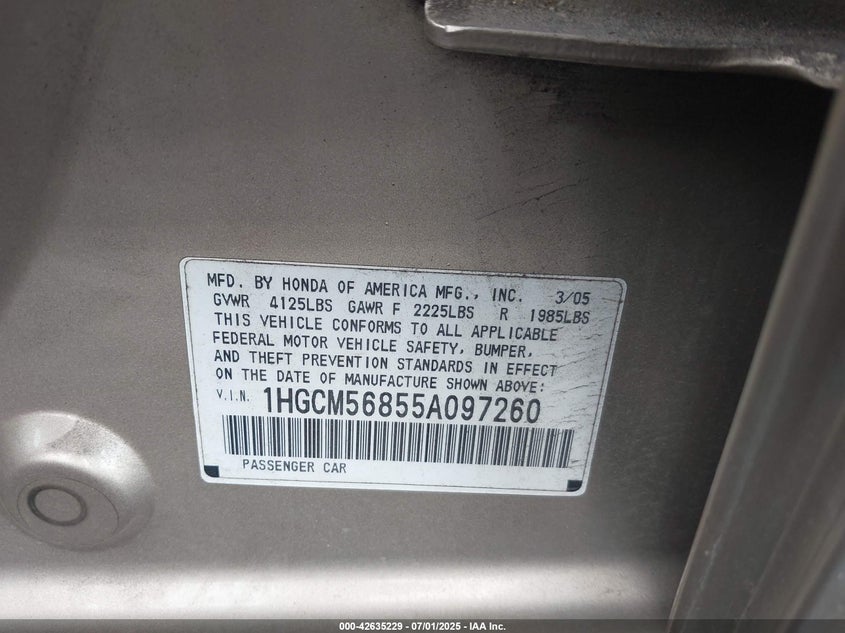 MFD. BY HONDA OF AMERICA MFG., INC. 3/05
GVWR 4125LBS GAWR F 2225LBS R 1985LBS
THIS VEHICLE CONFORMS TO ALL APPLICABLE
FEDERAL MOTOR VEHICLE SAFETY, BUMPER,
AND THEFT PREVENTION STANDARDS IN EFFECT
ON THE DATE OF MANUFACTURE SHOWN ABOVE:
V.I.N. 1HGCM56855A097260
PASSENGER CAR
000-42635229 - 07/01/2025 - IAA Inc.